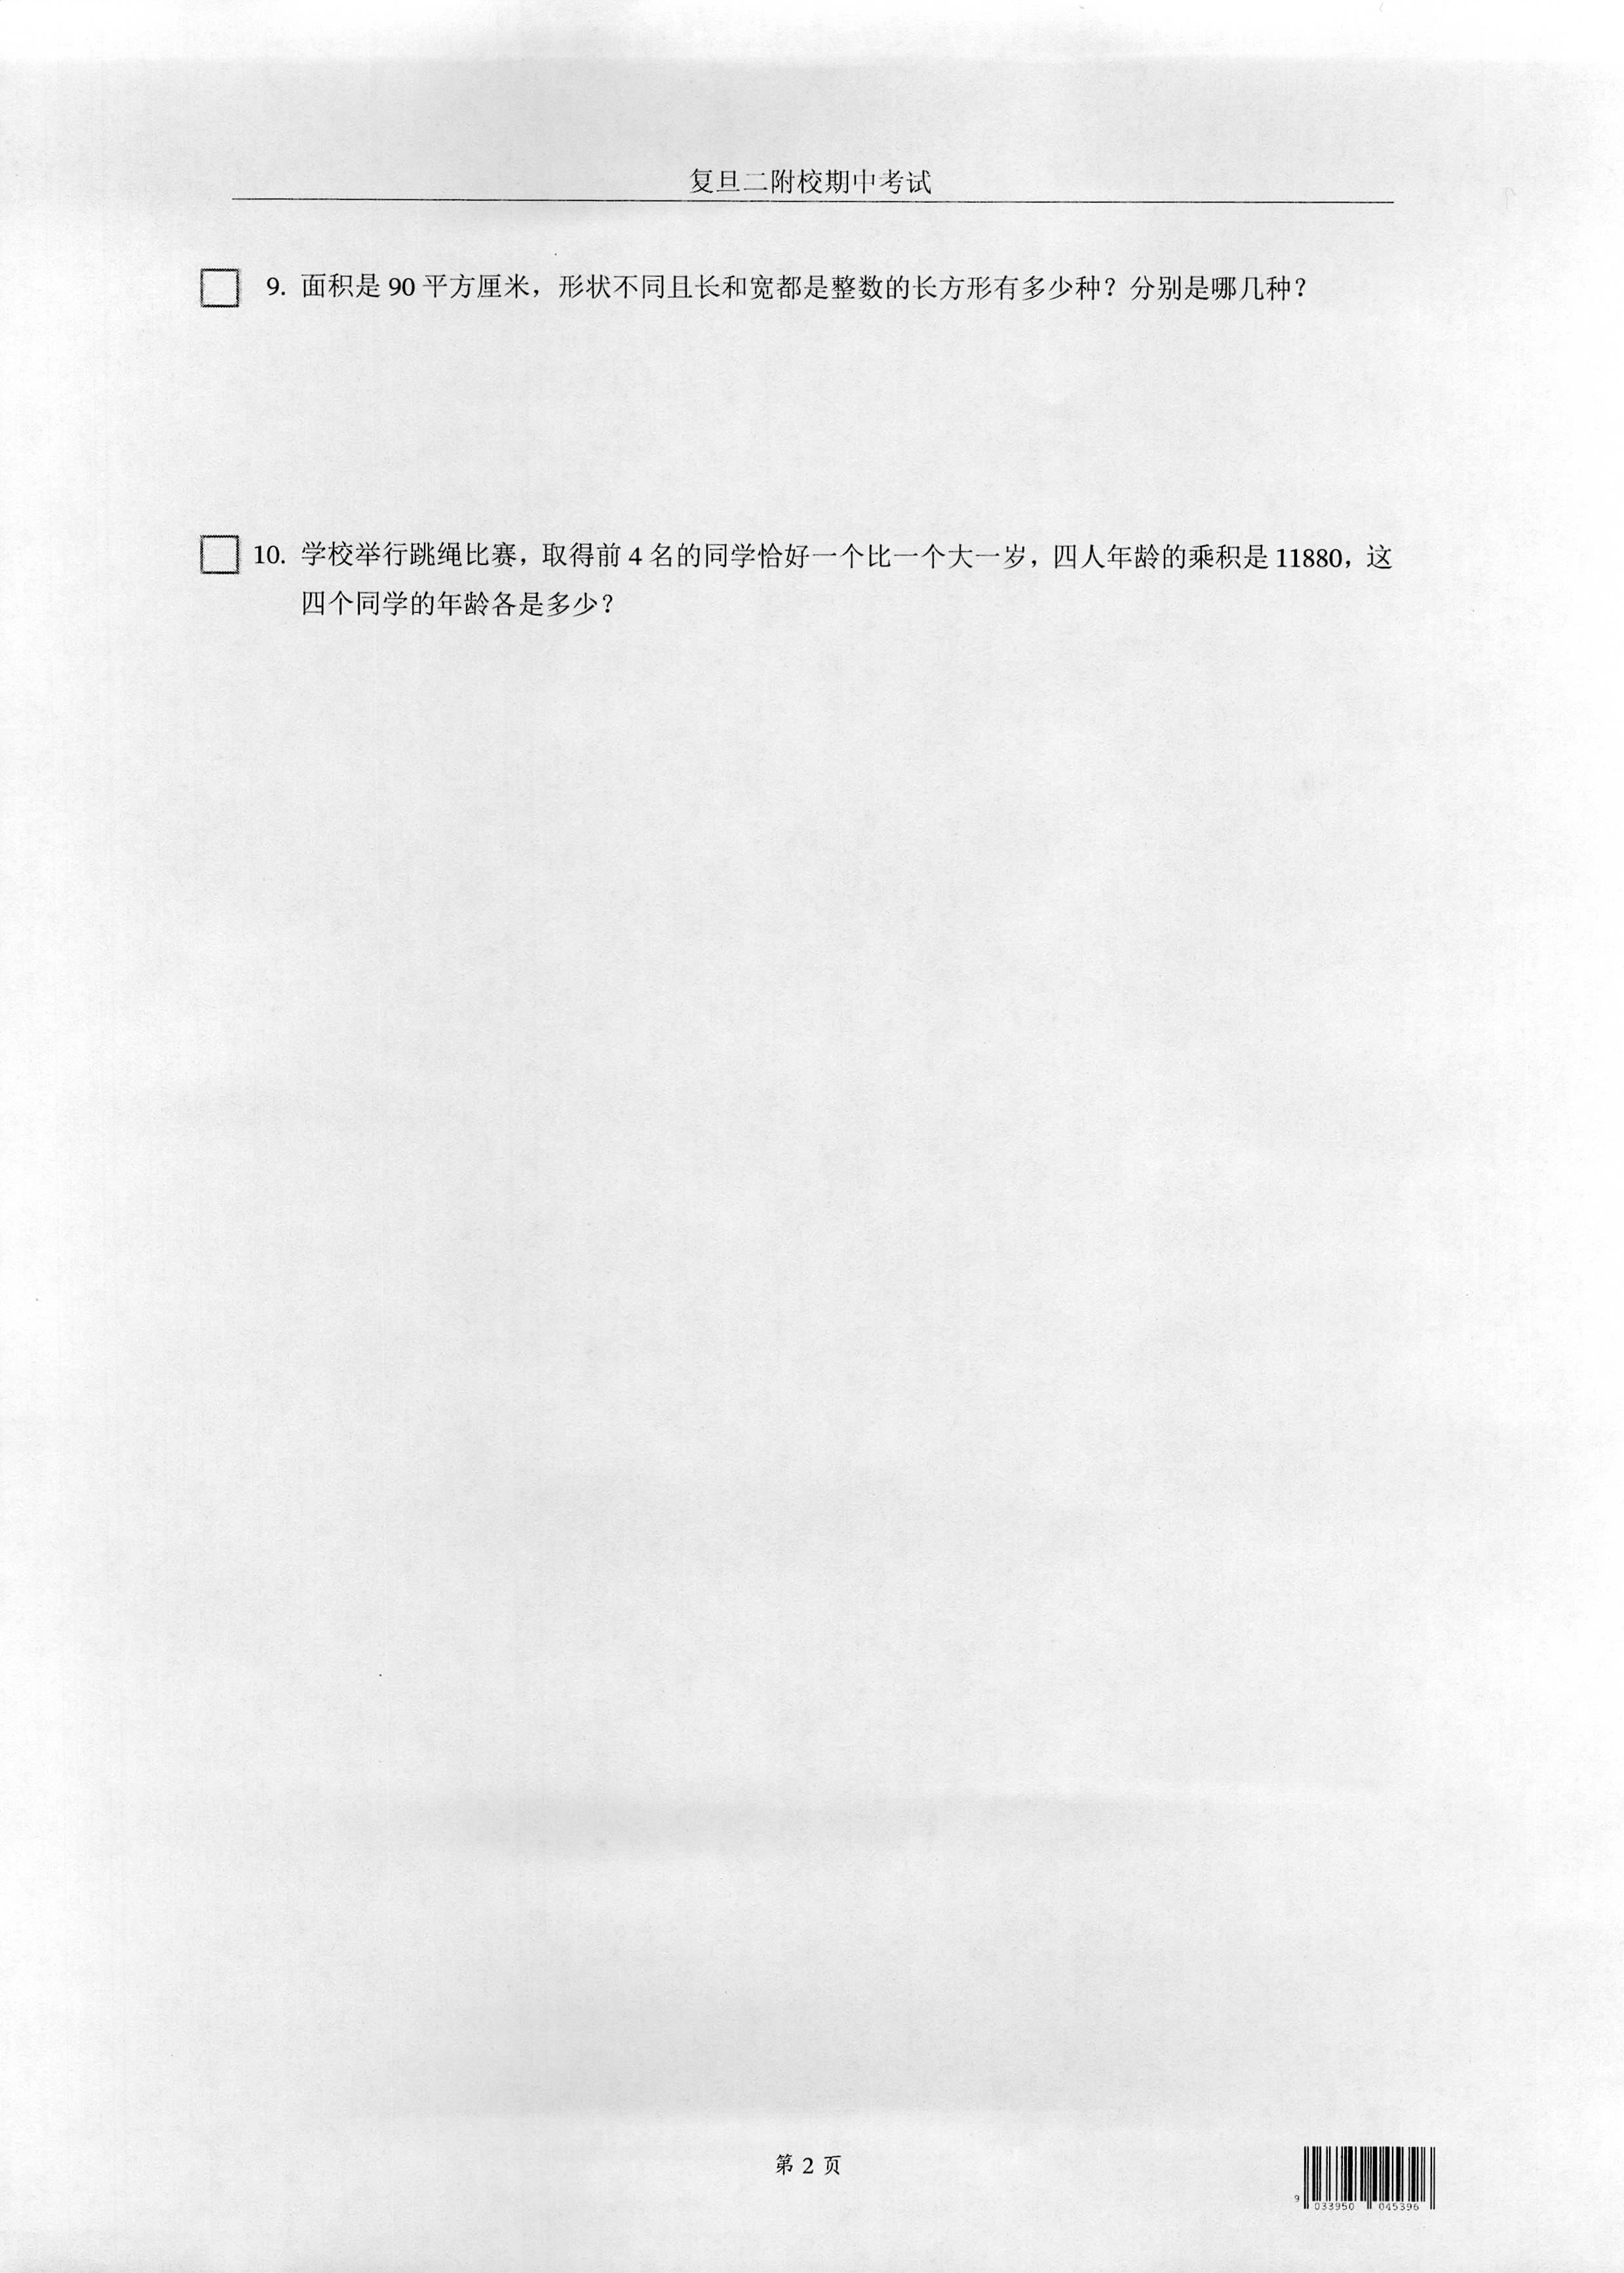 复旦二附校期中考试
9. 面积是 90 平方厘米，形状不同且长和宽都是整数的长方形有多少种？分别是哪几种？
10. 学校举行跳绳比赛，取得前 4 名的同学恰好一个比一个大一岁，四人年龄的乘积是 11880，这
四个同学的年龄各是多少？
第 2 页
9 033950 045396